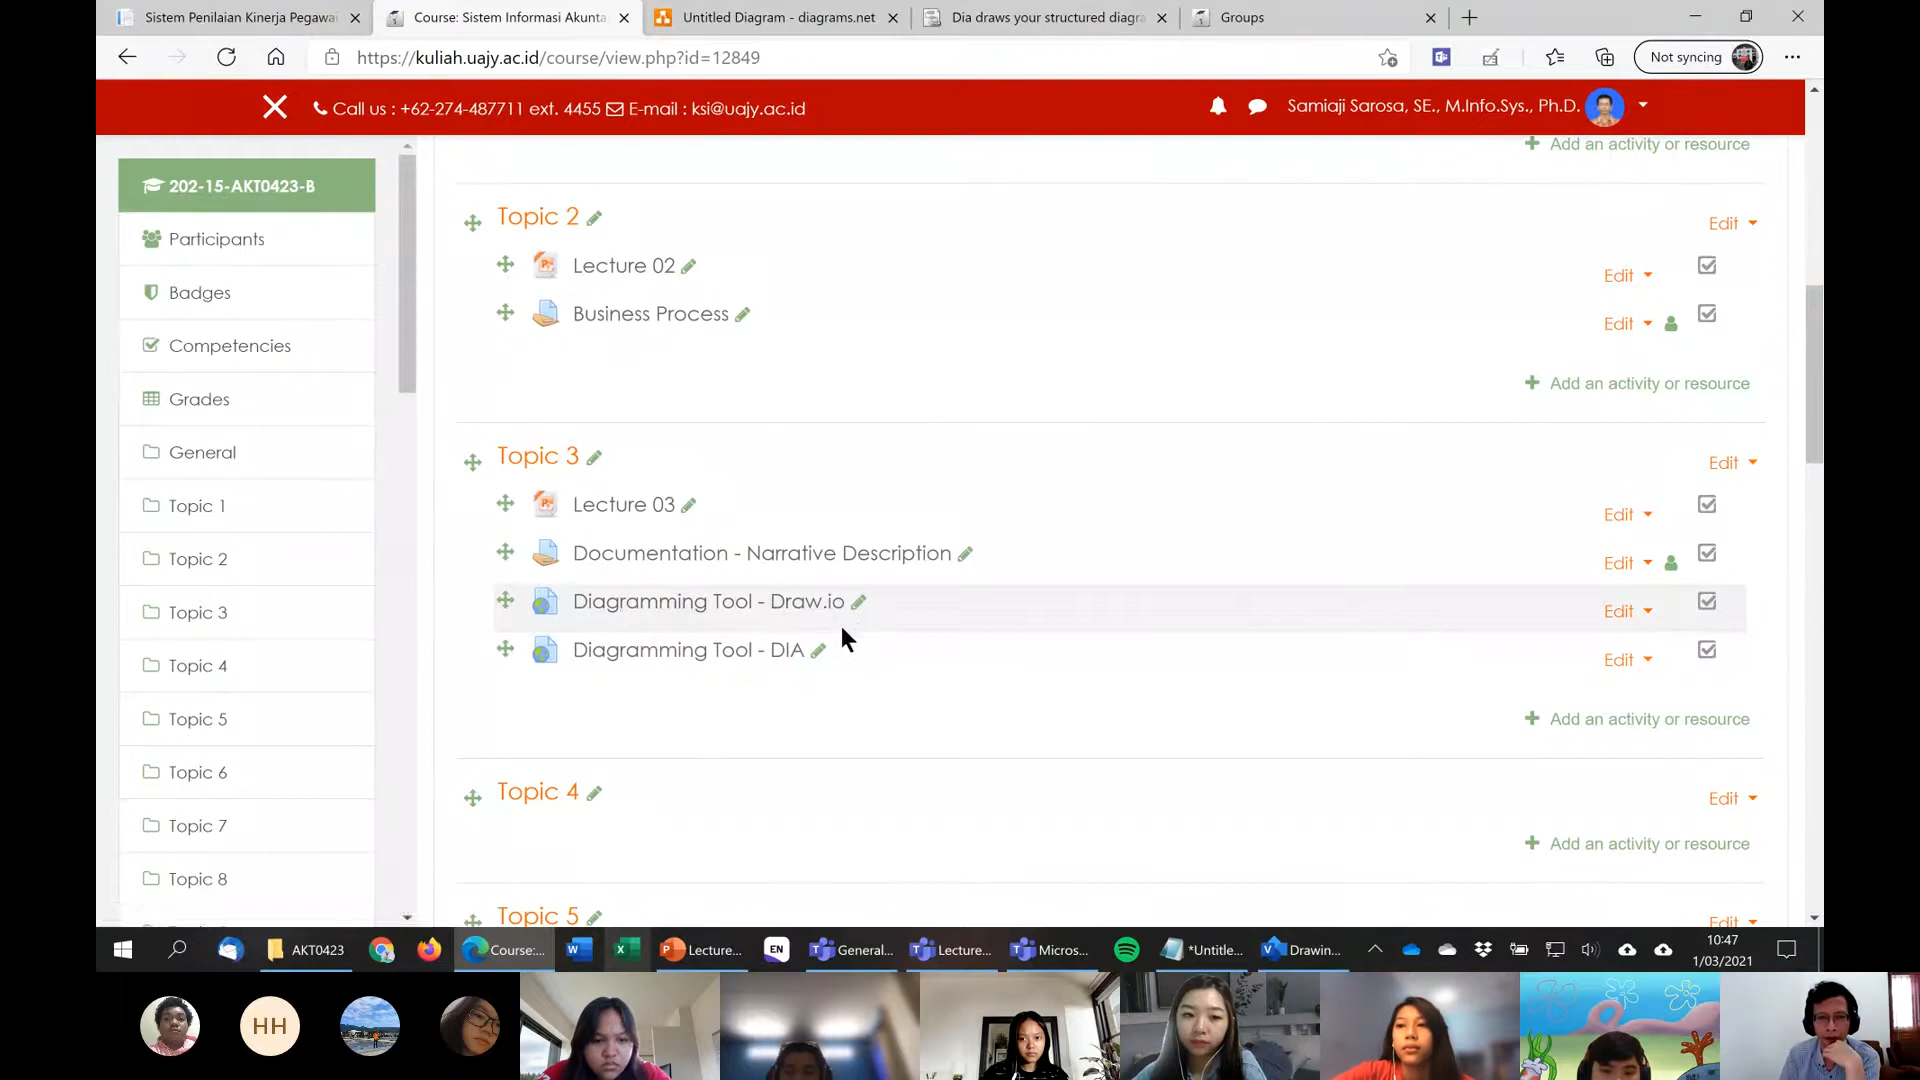 Sistem Penilaian Kinerja Pegawai
Course: Sistem Informasi Akunta
Untitled Diagram - diagrams.net
Dia draws your structured diagra
Groups
https://kuliah.uajy.ac.id/course/view.php?id=12849
Not syncing
Call us : +62-274-487711 ext. 4455 E-mail : ksi@uajy.ac.id
Samiaji Sarosa, SE., M.Info.Sys., Ph.D.
202-15-AKT0423-B
Participants
Badges
Competencies
Grades
General
Topic 1
Topic 2
Topic 3
Topic 4
Topic 5
Topic 6
Topic 7
Topic 8
Add an activity or resource
Topic 2
Edit
Lecture 02
Edit
Business Process
Edit
Add an activity or resource
Topic 3
Edit
Lecture 03
Edit
Documentation - Narrative Description
Edit
Diagramming Tool - Draw.io
Edit
Diagramming Tool - DIA
Edit
Add an activity or resource
Topic 4
Edit
Add an activity or resource
Topic 5
Edit
AKT0423
Course:...
Lecture...
EN
General...
Lecture...
Micros...
*Untitle...
Drawin...
10:47
1/03/2021
HH